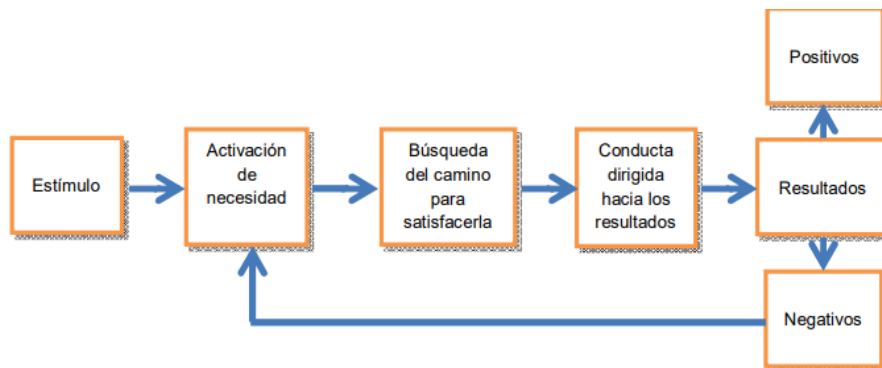 Estímulo
Activación
de
necesidad
Búsqueda
del camino
para
satisfacerla
Conducta
dirigida
hacia los
resultados
Positivos
Resultados
Negativos